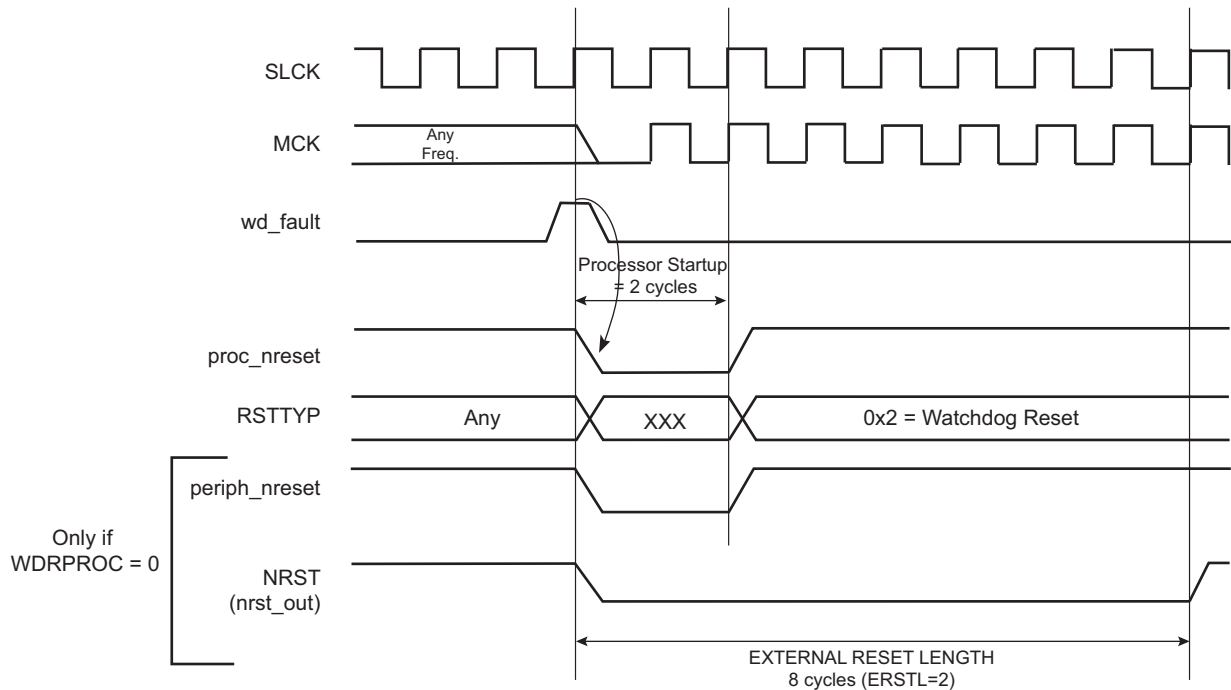 SLCK
MCK
Any
Freq.
wd_fault
Processor Startup
= 2 cycles
proc_nreset
RSTTYP
Any
XXX
0x2 = Watchdog Reset
periph_nreset
Only if
WDRPROC = 0
NRST
(nrst_out)
EXTERNAL RESET LENGTH
8 cycles (ERSTL=2)